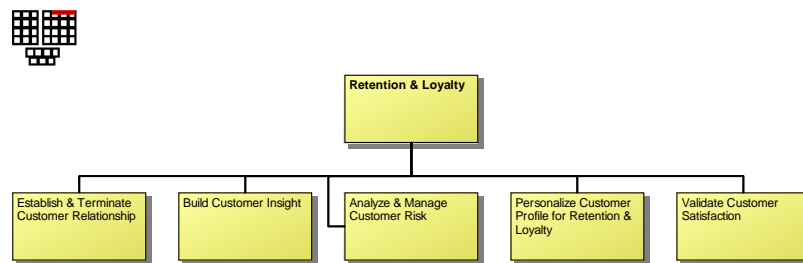 Retention & Loyalty
Establish & Terminate
Customer Relationship
Build Customer Insight
Analyze & Manage
Customer Risk
Personalize Customer
Profile for Retention &
Loyalty
Validate Customer
Satisfaction